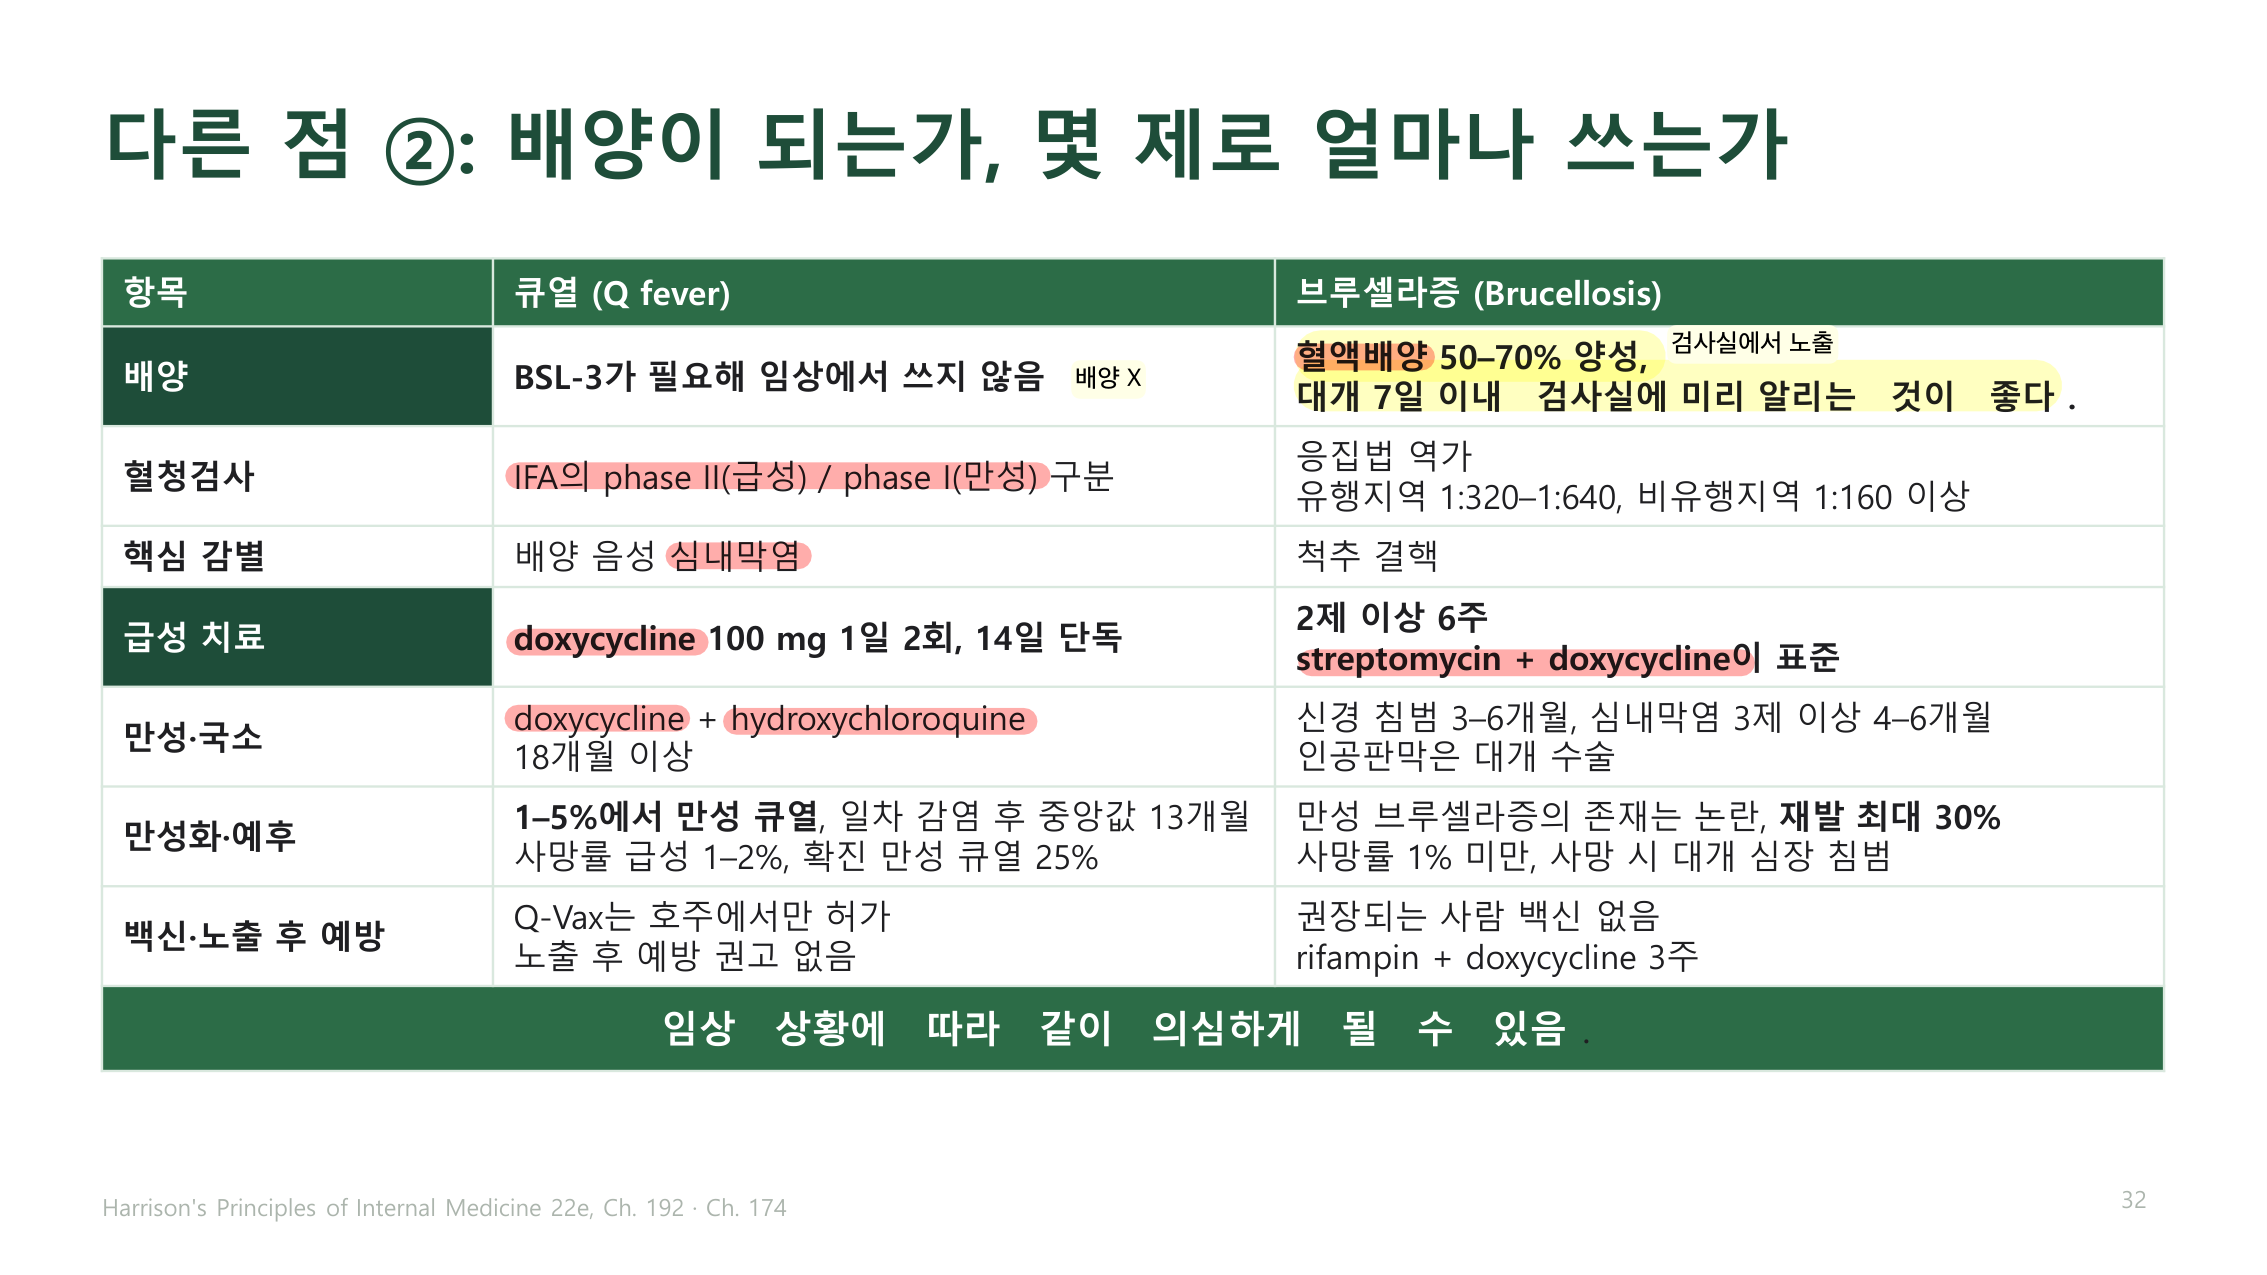 다른 점 ②: 배양이 되는가, 몇 제로 얼마나 쓰는가
항목
큐열 (Q fever)
브루셀라증 (Brucellosis)
배양
BSL-3가 필요해 임상에서 쓰지 않음
배양 X
혈액배양 50–70% 양성,
검사실에서 노출
대개 7일 이내 검사실에 미리 알리는 것이 좋다.
혈청검사
IFA의 phase II(급성) / phase I(만성) 구분
응집법 역가
유행지역 1:320–1:640, 비유행지역 1:160 이상
핵심 감별
배양 음성 심내막염
척추 결핵
급성 치료
doxycycline 100 mg 1일 2회, 14일 단독
2제 이상 6주
streptomycin + doxycycline이 표준
만성·국소
doxycycline + hydroxychloroquine
18개월 이상
신경 침범 3–6개월, 심내막염 3제 이상 4–6개월
인공판막은 대개 수술
만성화·예후
1–5%에서 만성 큐열, 일차 감염 후 중앙값 13개월
사망률 급성 1–2%, 확진 만성 큐열 25%
만성 브루셀라증의 존재는 논란, 재발 최대 30%
사망률 1% 미만, 사망 시 대개 심장 침범
백신·노출 후 예방
Q-Vax는 호주에서만 허가
노출 후 예방 권고 없음
권장되는 사람 백신 없음
rifampin + doxycycline 3주
임상 상황에 따라 같이 의심하게 될 수 있음.
Harrison's Principles of Internal Medicine 22e, Ch. 192 · Ch. 174
32